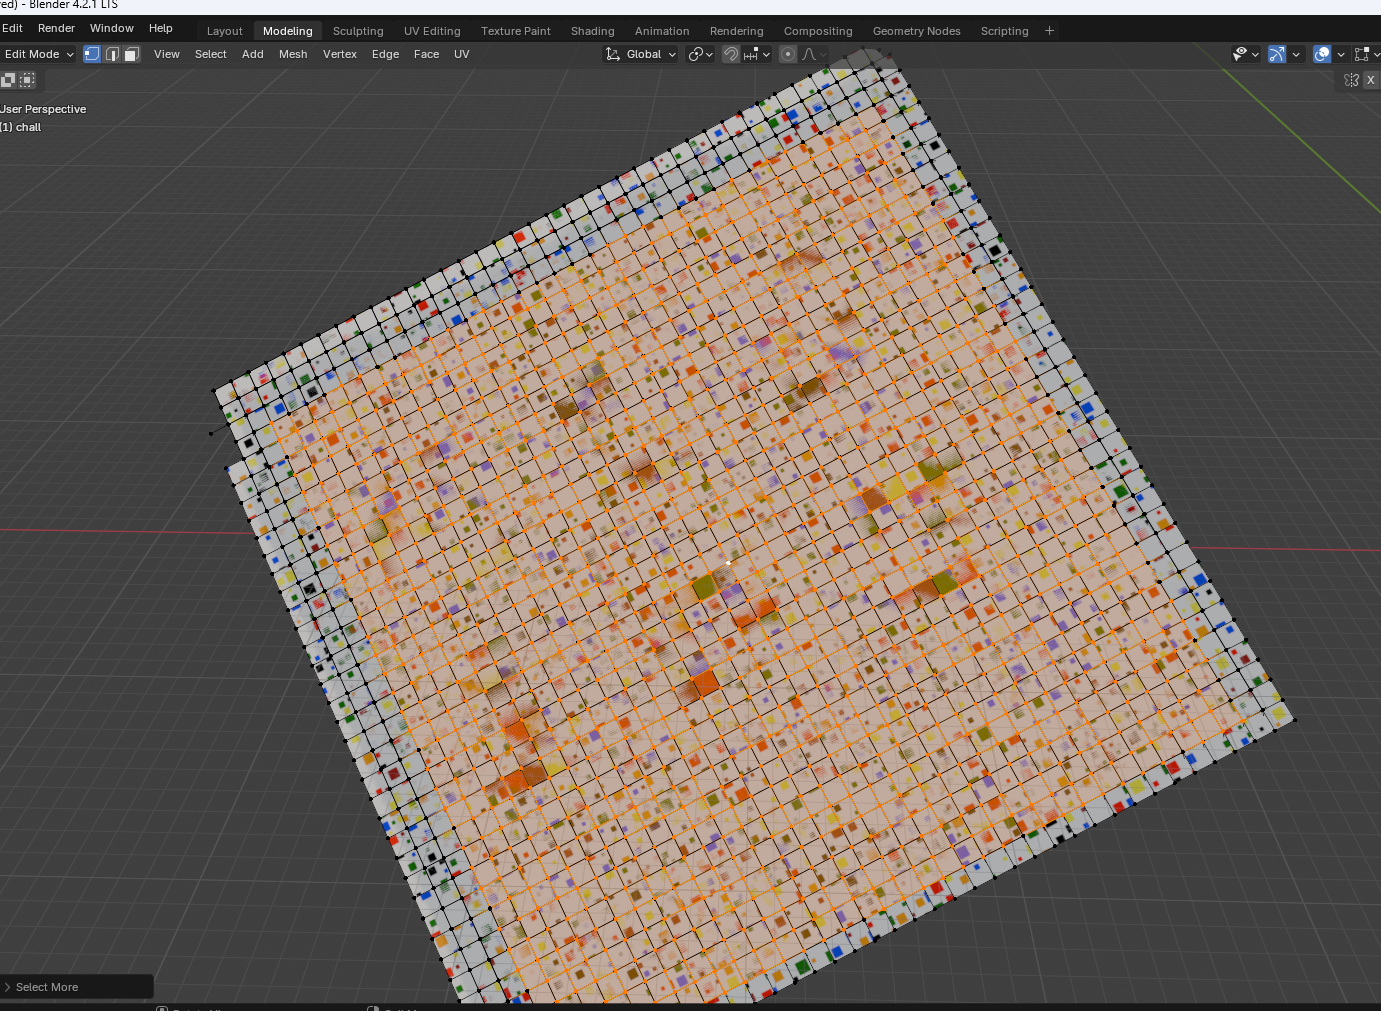 ved) - Blender 4.2.1 LTS
Edit Render Window Help Layout Modeling Sculpting UV Editing Texture Paint Shading Animation Rendering Compositing Geometry Nodes Scripting +
Edit Mode View Select Add Mesh Vertex Edge Face UV Global
X
User Perspective
(1) chall
> Select More